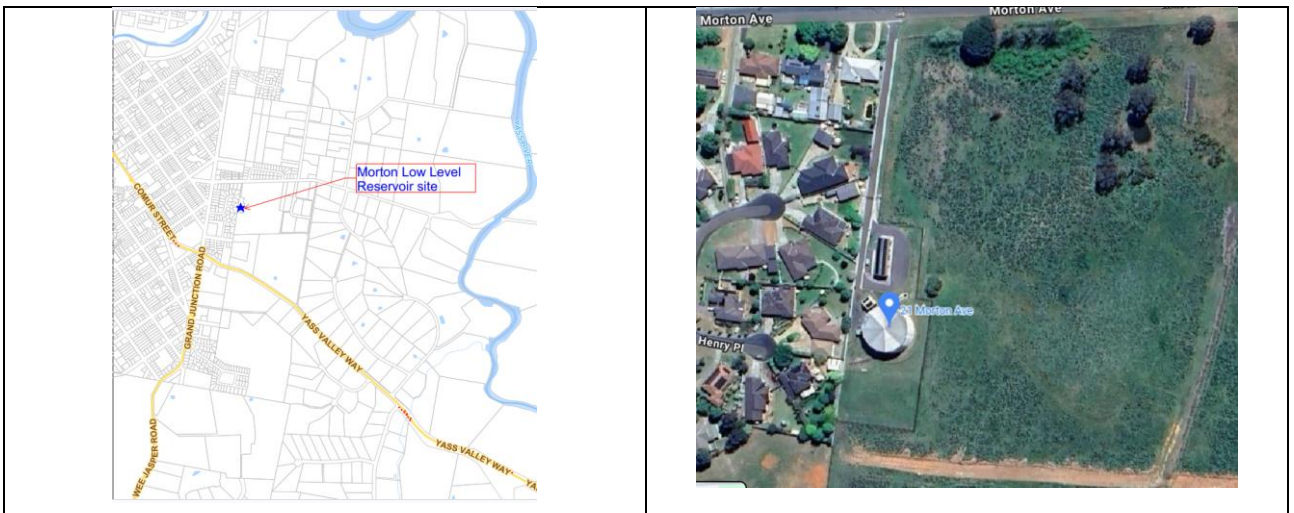 Morton Low Level
Reservoir site
COMUR STREET
GRAND JUNCTION ROAD
YASS VALLEY WAY
YASS VALLEY WAY
WEE JASPER ROAD
Morton Ave
Morton Ave
21 Morton Ave
Henry Pl